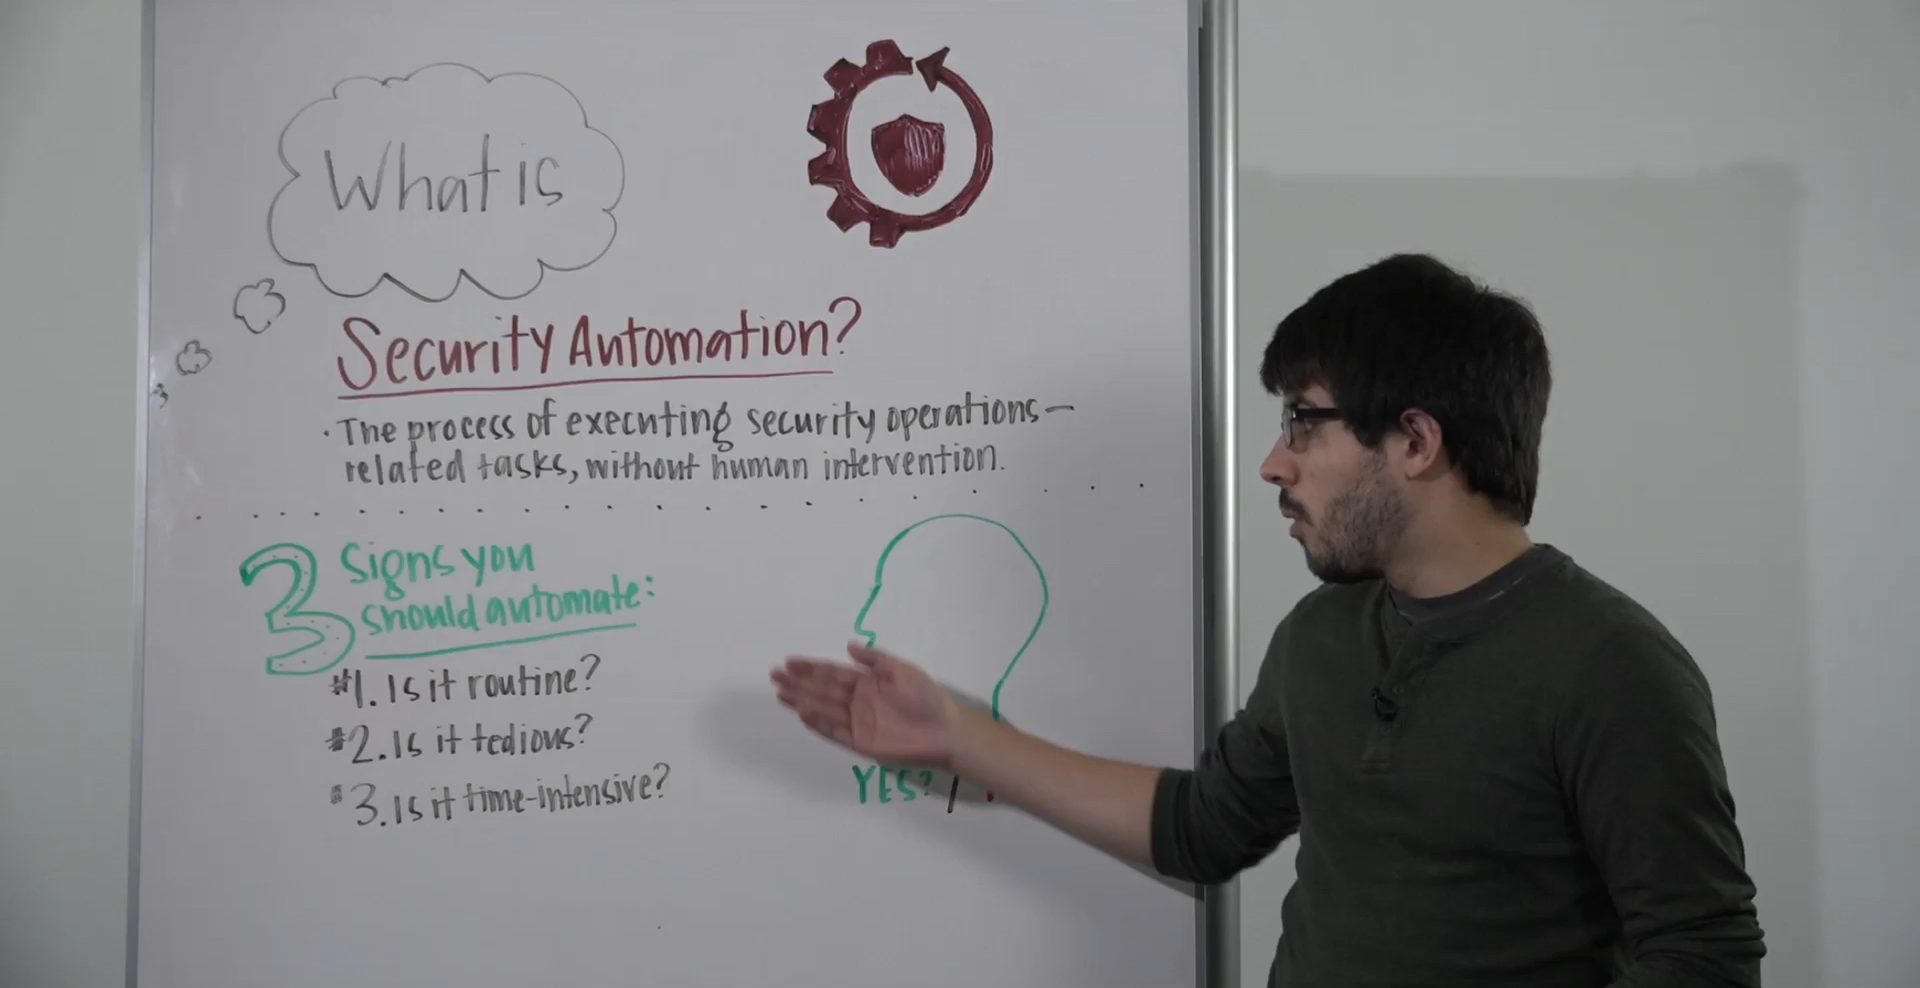 What is
Security Automation?
· The process of executing security operations-
related tasks, without human intervention.
3 Signs you
should automate:
#1. Is it routine?
#2. Is it tedious?
#3. Is it time-intensive?
YES? /